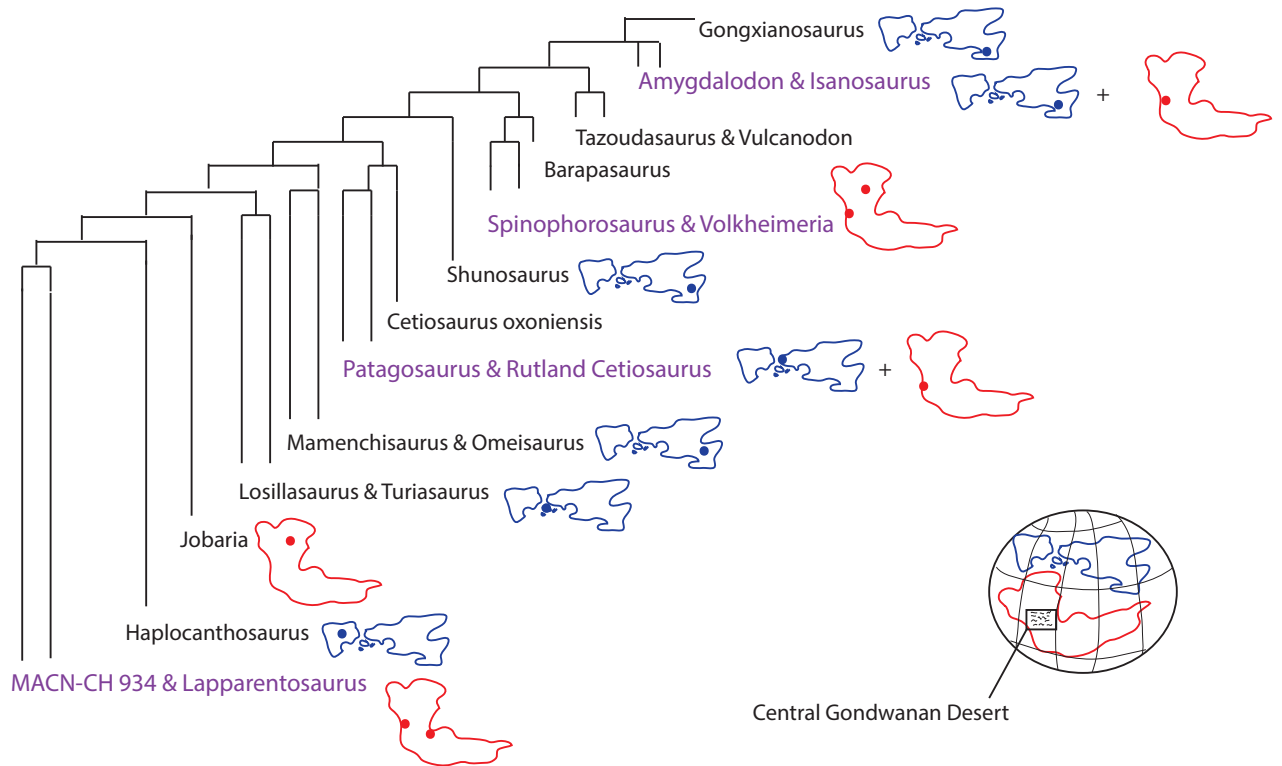 Gongxianosaurus
Amygdalodon & Isanosaurus
+
Tazoudasaurus & Vulcanodon
Barapasaurus
Spinophorosaurus & Volkheimeria
Shunosaurus
Cetiosaurus oxoniensis
Patagosaurus & Rutland Cetiosaurus
+
Mamenchisaurus & Omeisaurus
Losillasaurus & Turiasaurus
Jobaria
Haplocanthosaurus
MACN-CH 934 & Lapparentosaurus
Central Gondwanan Desert